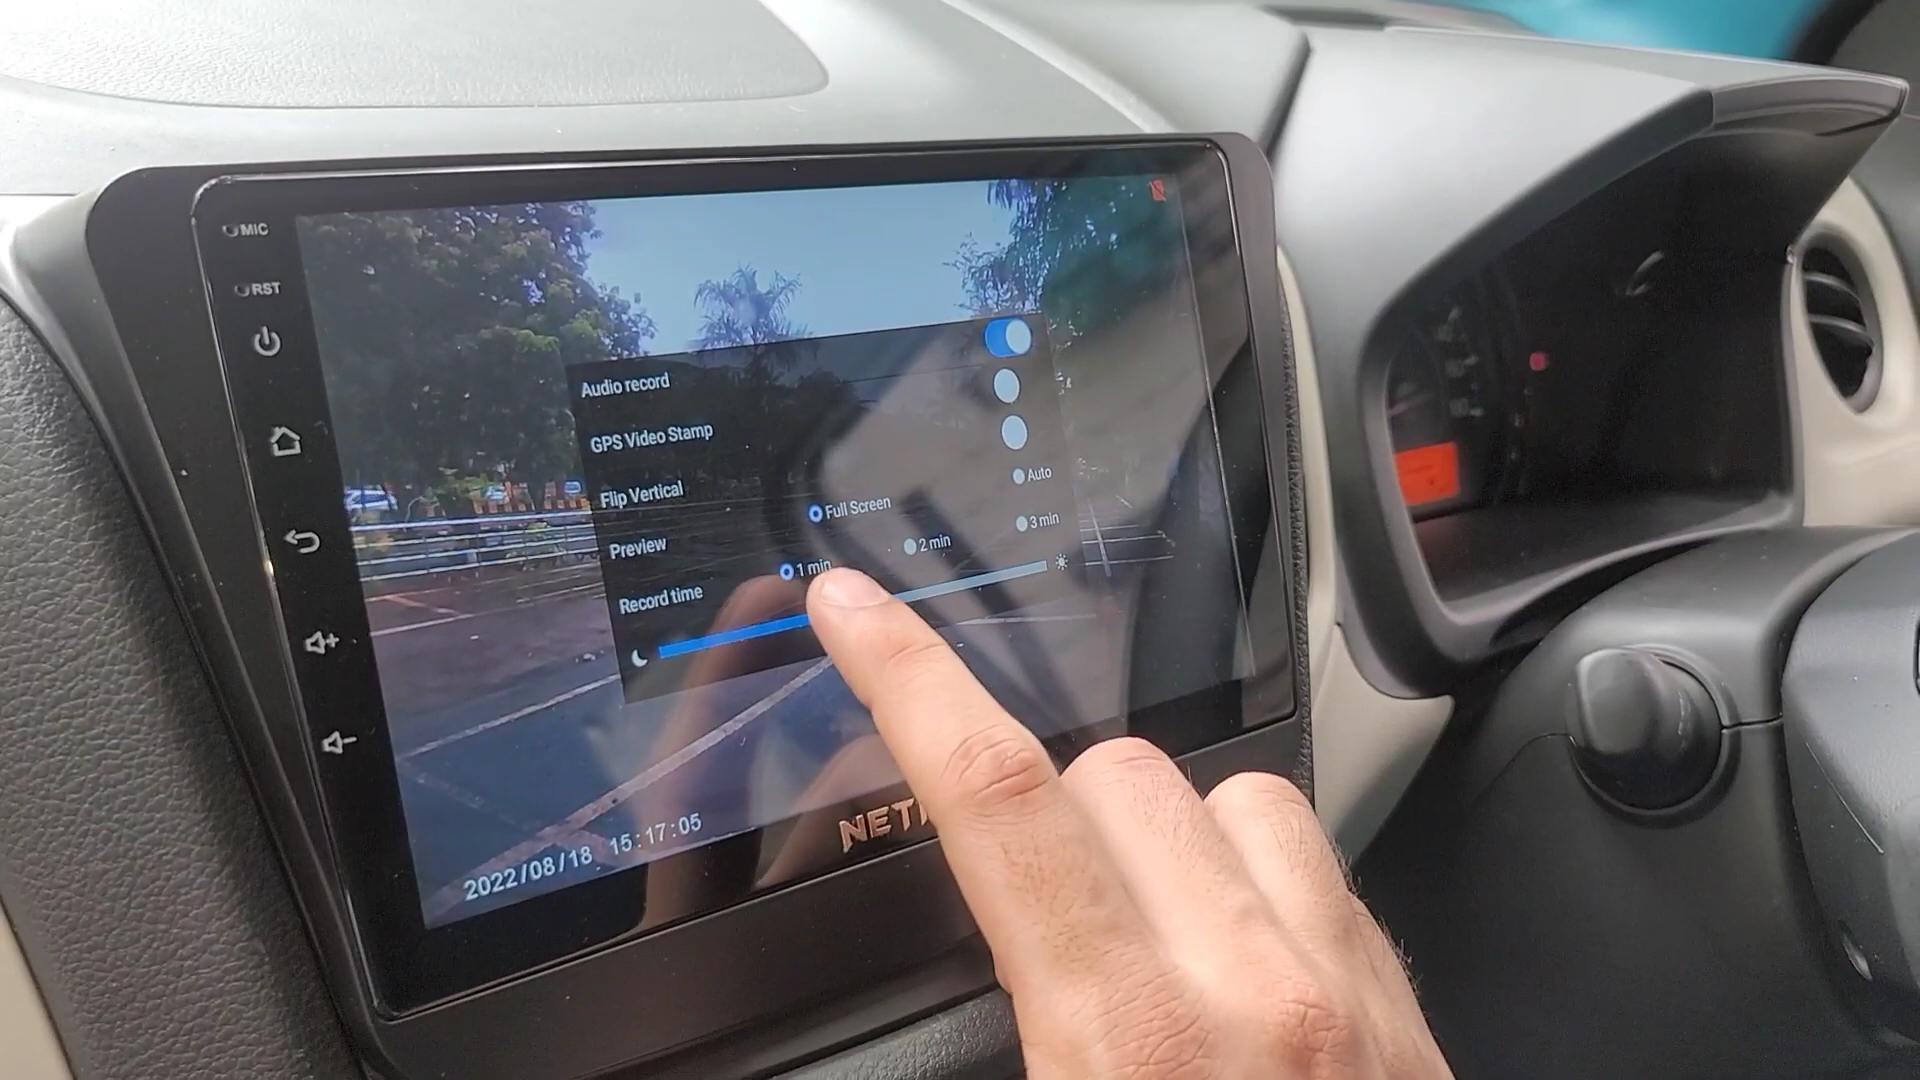 MIC
RST
Audio record
GPS Video Stamp
Flip Vertical
Preview Full Screen Auto
Record time 1 min 2 min 3 min
2022/08/18 15:17:05